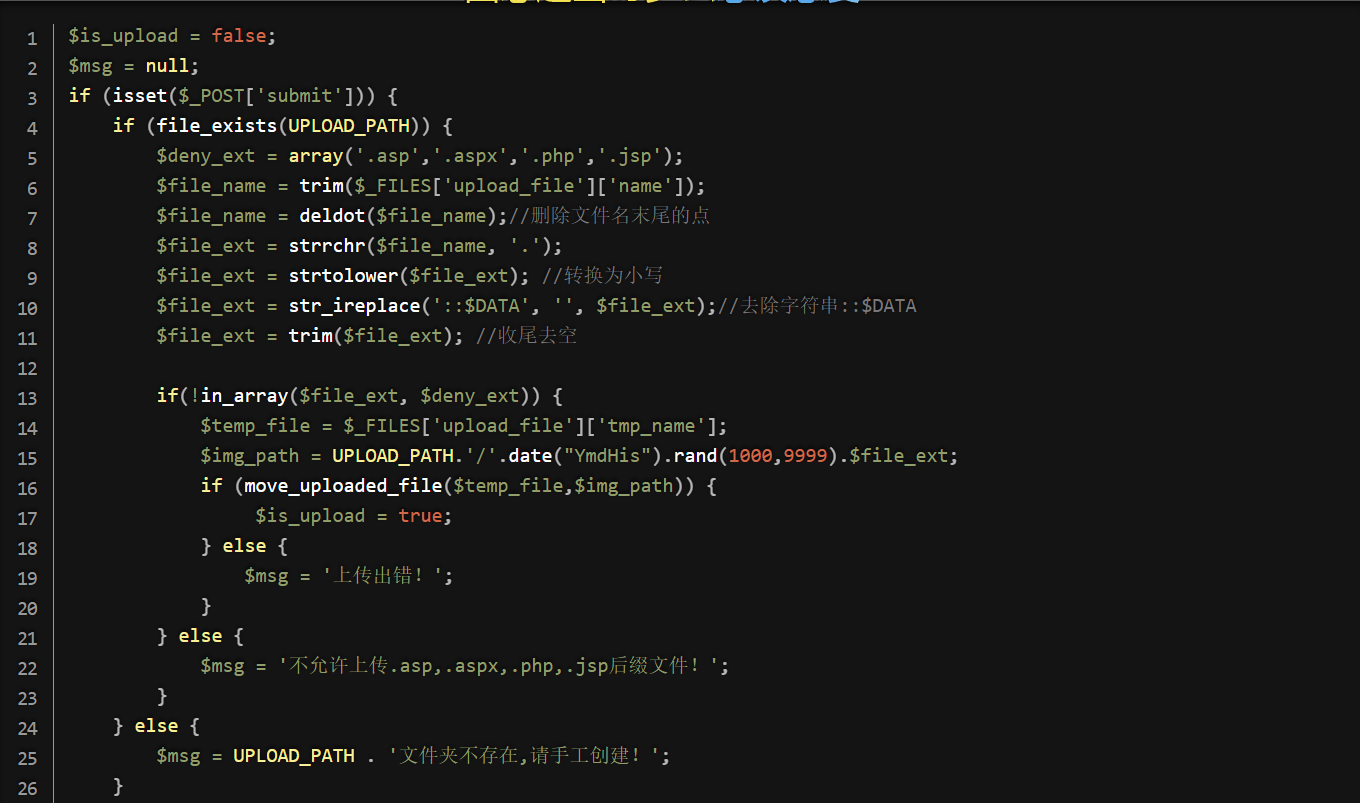 1 $is_upload = false;
2 $msg = null;
3 if (isset($_POST['submit'])) {
4     if (file_exists(UPLOAD_PATH)) {
5         $deny_ext = array('.asp','.aspx','.php','.jsp');
6         $file_name = trim($_FILES['upload_file']['name']);
7         $file_name = deldot($file_name);//删除文件名末尾的点
8         $file_ext = strrchr($file_name, '.');
9         $file_ext = strtolower($file_ext); //转换为小写
10         $file_ext = str_ireplace('::$DATA', '', $file_ext);//去除字符串::$DATA
11         $file_ext = trim($file_ext); //收尾去空
12
13         if(!in_array($file_ext, $deny_ext)) {
14             $temp_file = $_FILES['upload_file']['tmp_name'];
15             $img_path = UPLOAD_PATH.'/'.date("YmdHis").rand(1000,9999).$file_ext;
16             if (move_uploaded_file($temp_file,$img_path)) {
17                  $is_upload = true;
18             } else {
19                 $msg = '上传出错！';
20             }
21         } else {
22             $msg = '不允许上传.asp,.aspx,.php,.jsp后缀文件！';
23         }
24     } else {
25         $msg = UPLOAD_PATH . '文件夹不存在,请手工创建！';
26     }